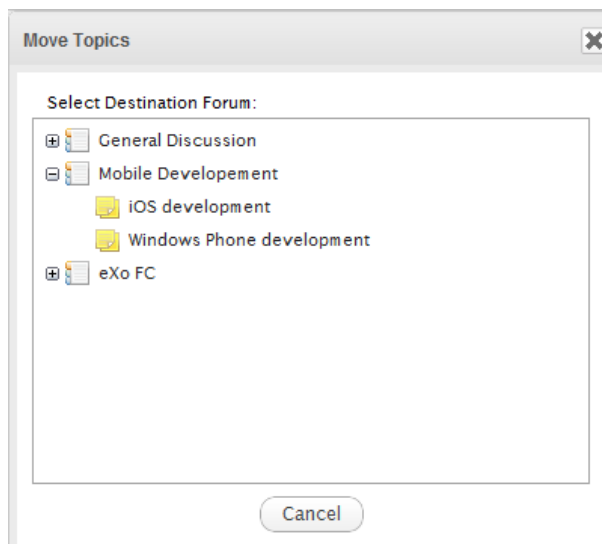 Move Topics
Select Destination Forum:
General Discussion
Mobile Developement
iOS development
Windows Phone development
eXo FC
Cancel